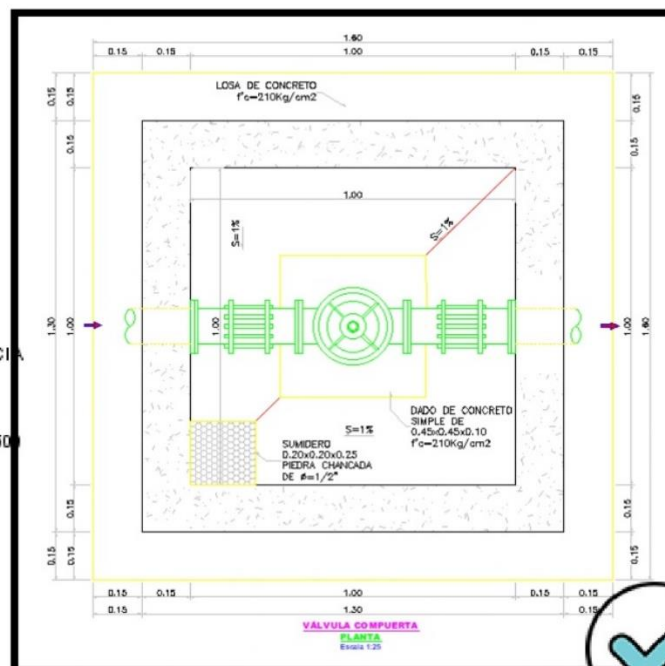 1.60
0.15 0.15 1.00 0.15 0.15
LOSA DE CONCRETO
f'c=210Kg/cm2
0.15 0.15
0.15 0.15
1.00
S=1% S=1%
1.30 1.00 1.00 1.00 1.60
DADO DE CONCRETO
SIMPLE DE
0.45x0.45x0.10
f'c=210Kg/cm2
S=1%
SUMIDERO
0.20x0.20x0.25
PIEDRA CHANCADA
DE ø=1/2"
0.15 0.15
0.15 0.15
0.15 0.15 1.00 0.15 0.15
0.15 1.30 0.15
VÁLVULA COMPUERTA
PLANTA
Escala 1:25